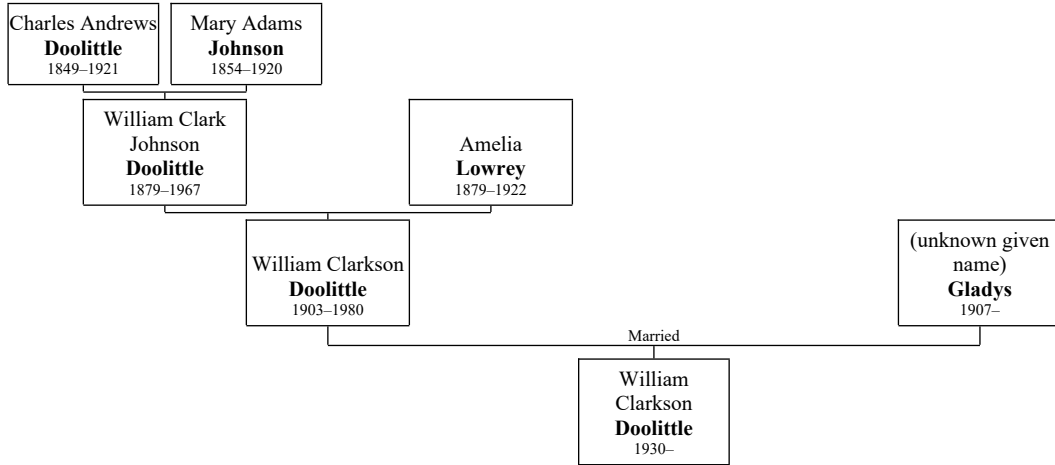 Charles Andrews
Doolittle
1849–1921
Mary Adams
Johnson
1854–1920
William Clark
Johnson
Doolittle
1879–1967
Amelia
Lowrey
1879–1922
William Clarkson
Doolittle
1903–1980
(unknown given
name)
Gladys
1907–
Married
William
Clarkson
Doolittle
1930–